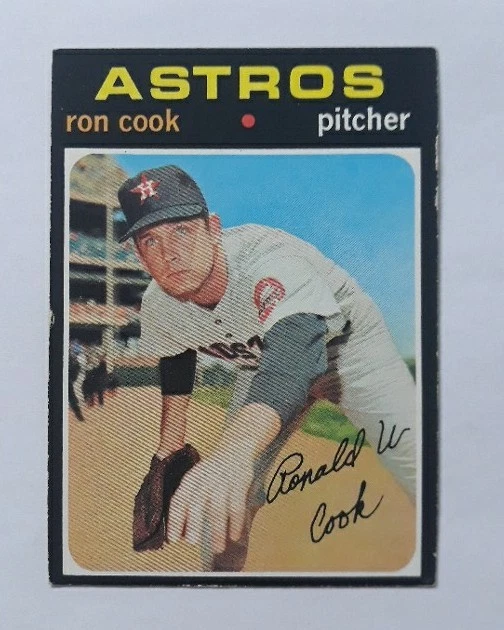 ASTROS
ron cook • pitcher
H
Ronald W
Cook